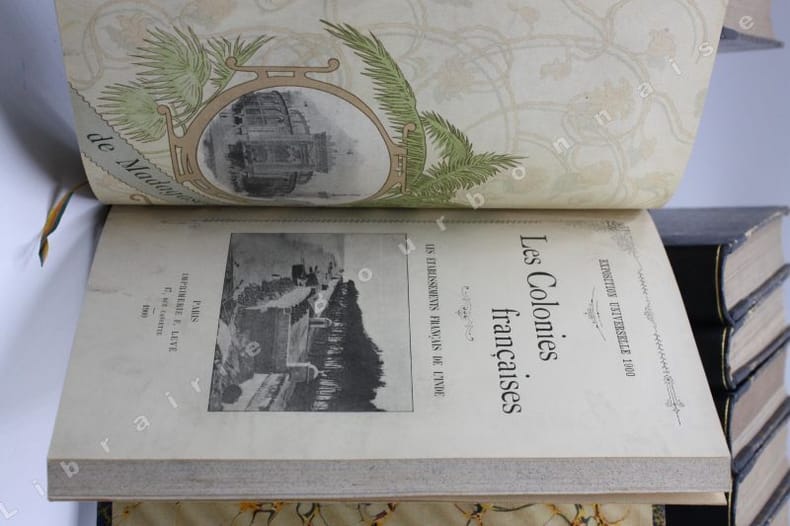 de Madagas
EXPOSITION UNIVERSELLE 1900
Les Colonies
françaises
LES ÉTABLISSEMENTS FRANÇAIS DE L'INDE
PARIS
IMPRIMERIE F. LEVÉ
17, RUE CASSETTE
1900
Librairie bourbonnaise